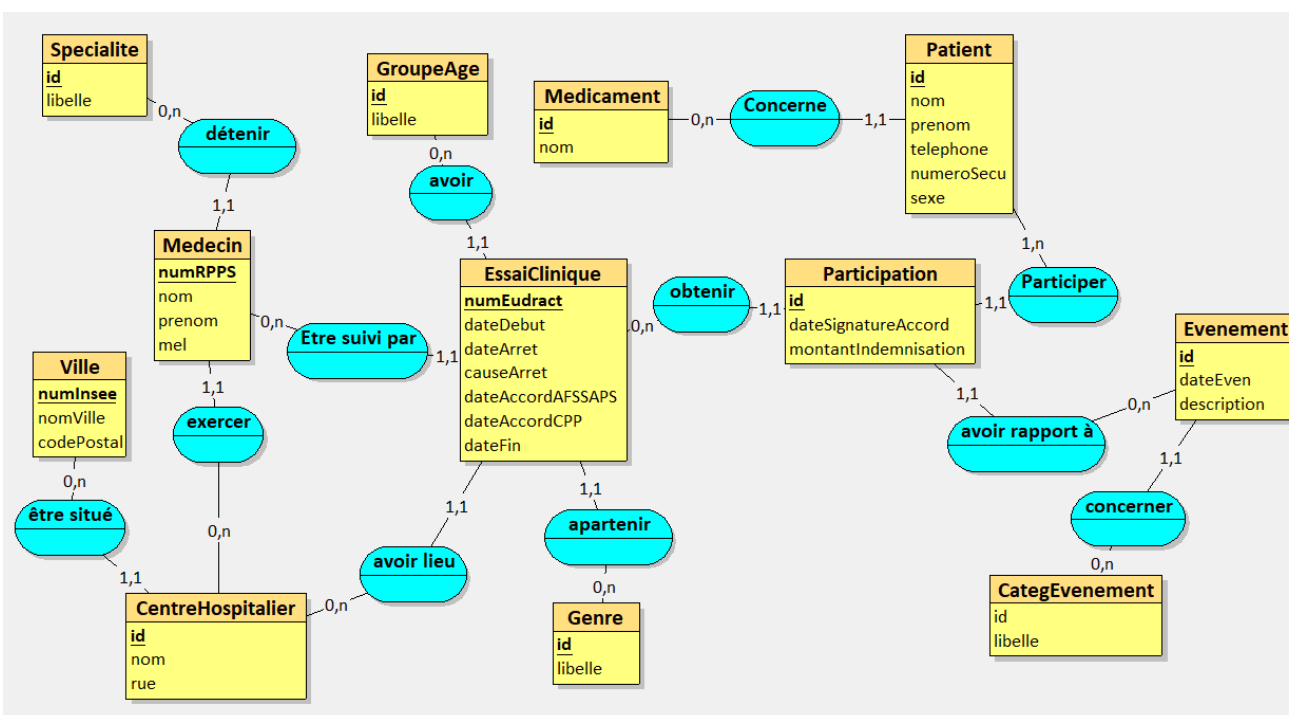 Specialite
id
libelle
0,n
détenir
1,1
GroupeAge
id
libelle
0,n
avoir
1,1
Medicament
id
nom
0,n
Concerne
1,1
Patient
id
nom
prenom
telephone
numeroSecu
sexe
1,n
Participer
1,1
Medecin
numRPPS
nom
prenom
mel
0,n
Etre suivi par
1,1
EssaiClinique
numEudract
dateDebut
dateArret
causeArret
dateAccordAFSSAPS
dateAccordCPP
dateFin
0,n
obtenir
1,1
Participation
id
dateSignatureAccord
montantIndemnisation
1,1
avoir rapport à
0,n
Evenement
id
dateEven
description
1,1
concerner
0,n
CategEvenement
id
libelle
Ville
numInsee
nomVille
codePostal
0,n
être situé
1,1
1,1
exercer
0,n
CentreHospitalier
id
nom
rue
0,n
avoir lieu
1,1
1,1
apartenir
0,n
Genre
id
libelle